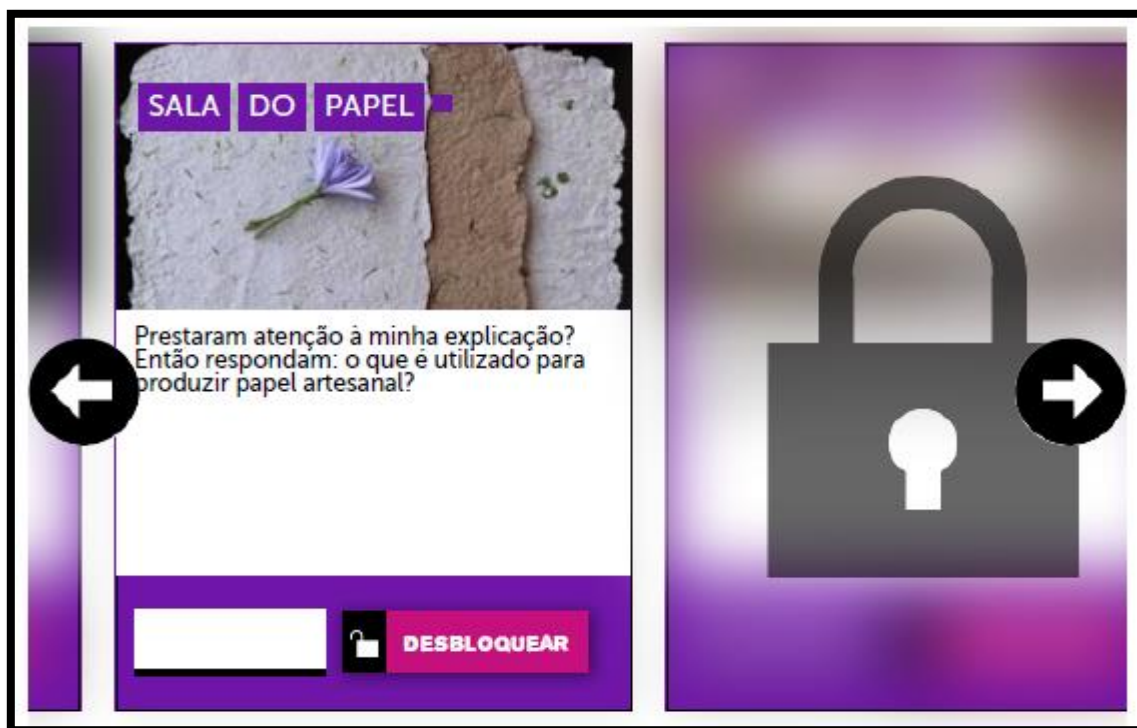 SALA DO PAPEL
Prestaram atenção à minha explicação?
Então respondam: o que é utilizado para
produzir papel artesanal?
DESBLOQUEAR